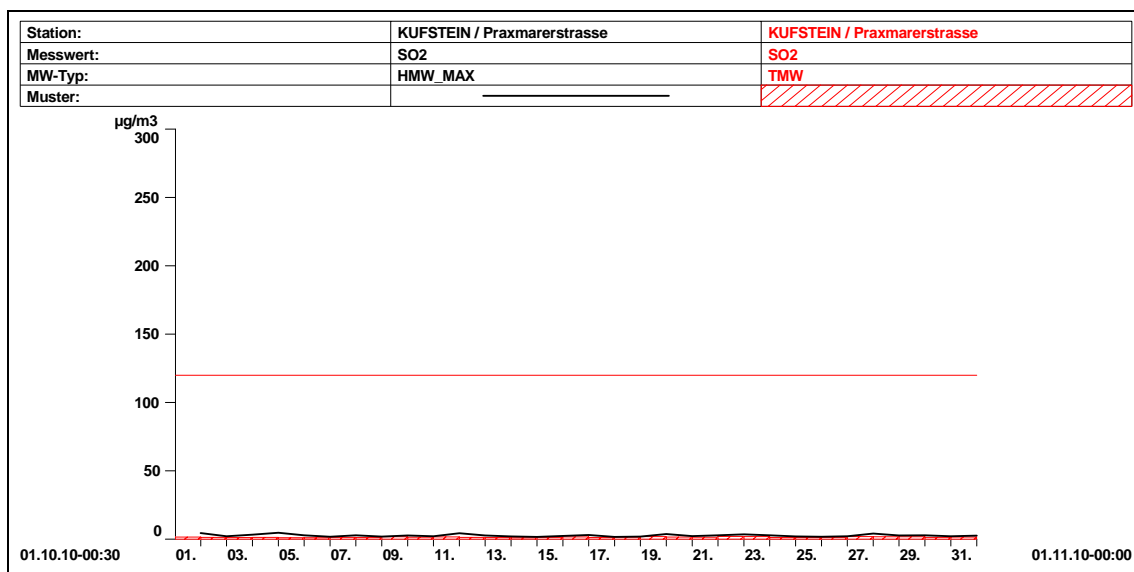 Station: KUFSTEIN / Praxmarerstrasse KUFSTEIN / Praxmarerstrasse
Messwert: SO2 SO2
MW-Typ: HMW_MAX TMW
Muster:
µg/m3
300
250
200
150
100
50
0
01.10.10-00:30 01. 03. 05. 07. 09. 11. 13. 15. 17. 19. 21. 23. 25. 27. 29. 31. 01.11.10-00:00